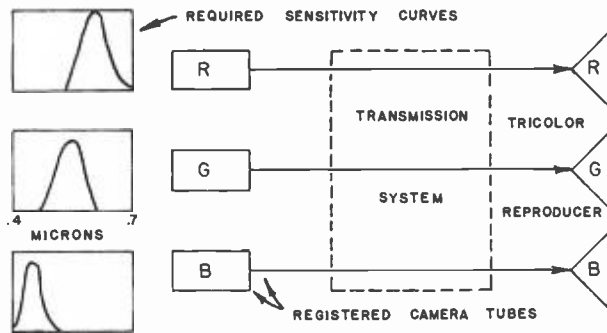 REQUIRED SENSITIVITY CURVES
R
R
TRANSMISSION
TRICOLOR
G
G
.4
.7
MICRONS
SYSTEM
REPRODUCER
B
B
REGISTERED CAMERA TUBES